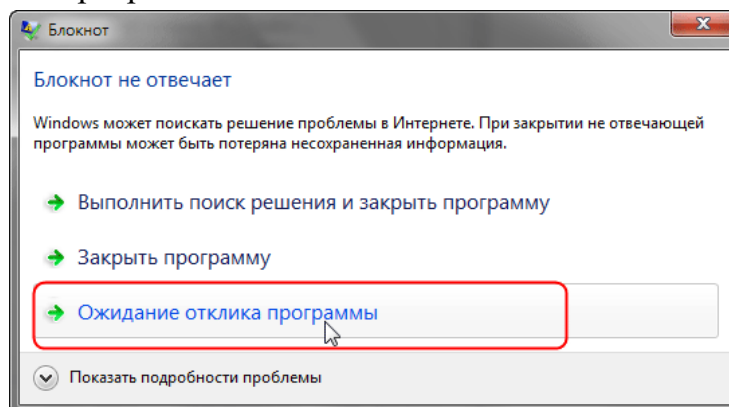 Блокнот
Блокнот не отвечает
Windows может поискать решение проблемы в Интернете. При закрытии не отвечающей
программы может быть потеряна несохраненная информация.
Выполнить поиск решения и закрыть программу
Закрыть программу
Ожидание отклика программы
Показать подробности проблемы